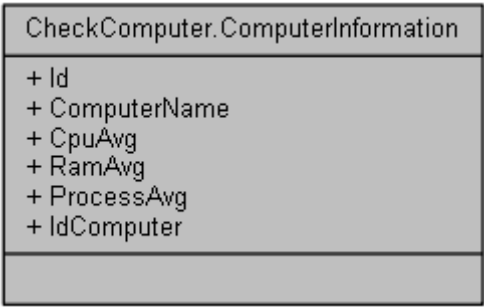 CheckComputer.ComputerInformation
+ Id
+ ComputerName
+ CpuAvg
+ RamAvg
+ ProcessAvg
+ IdComputer